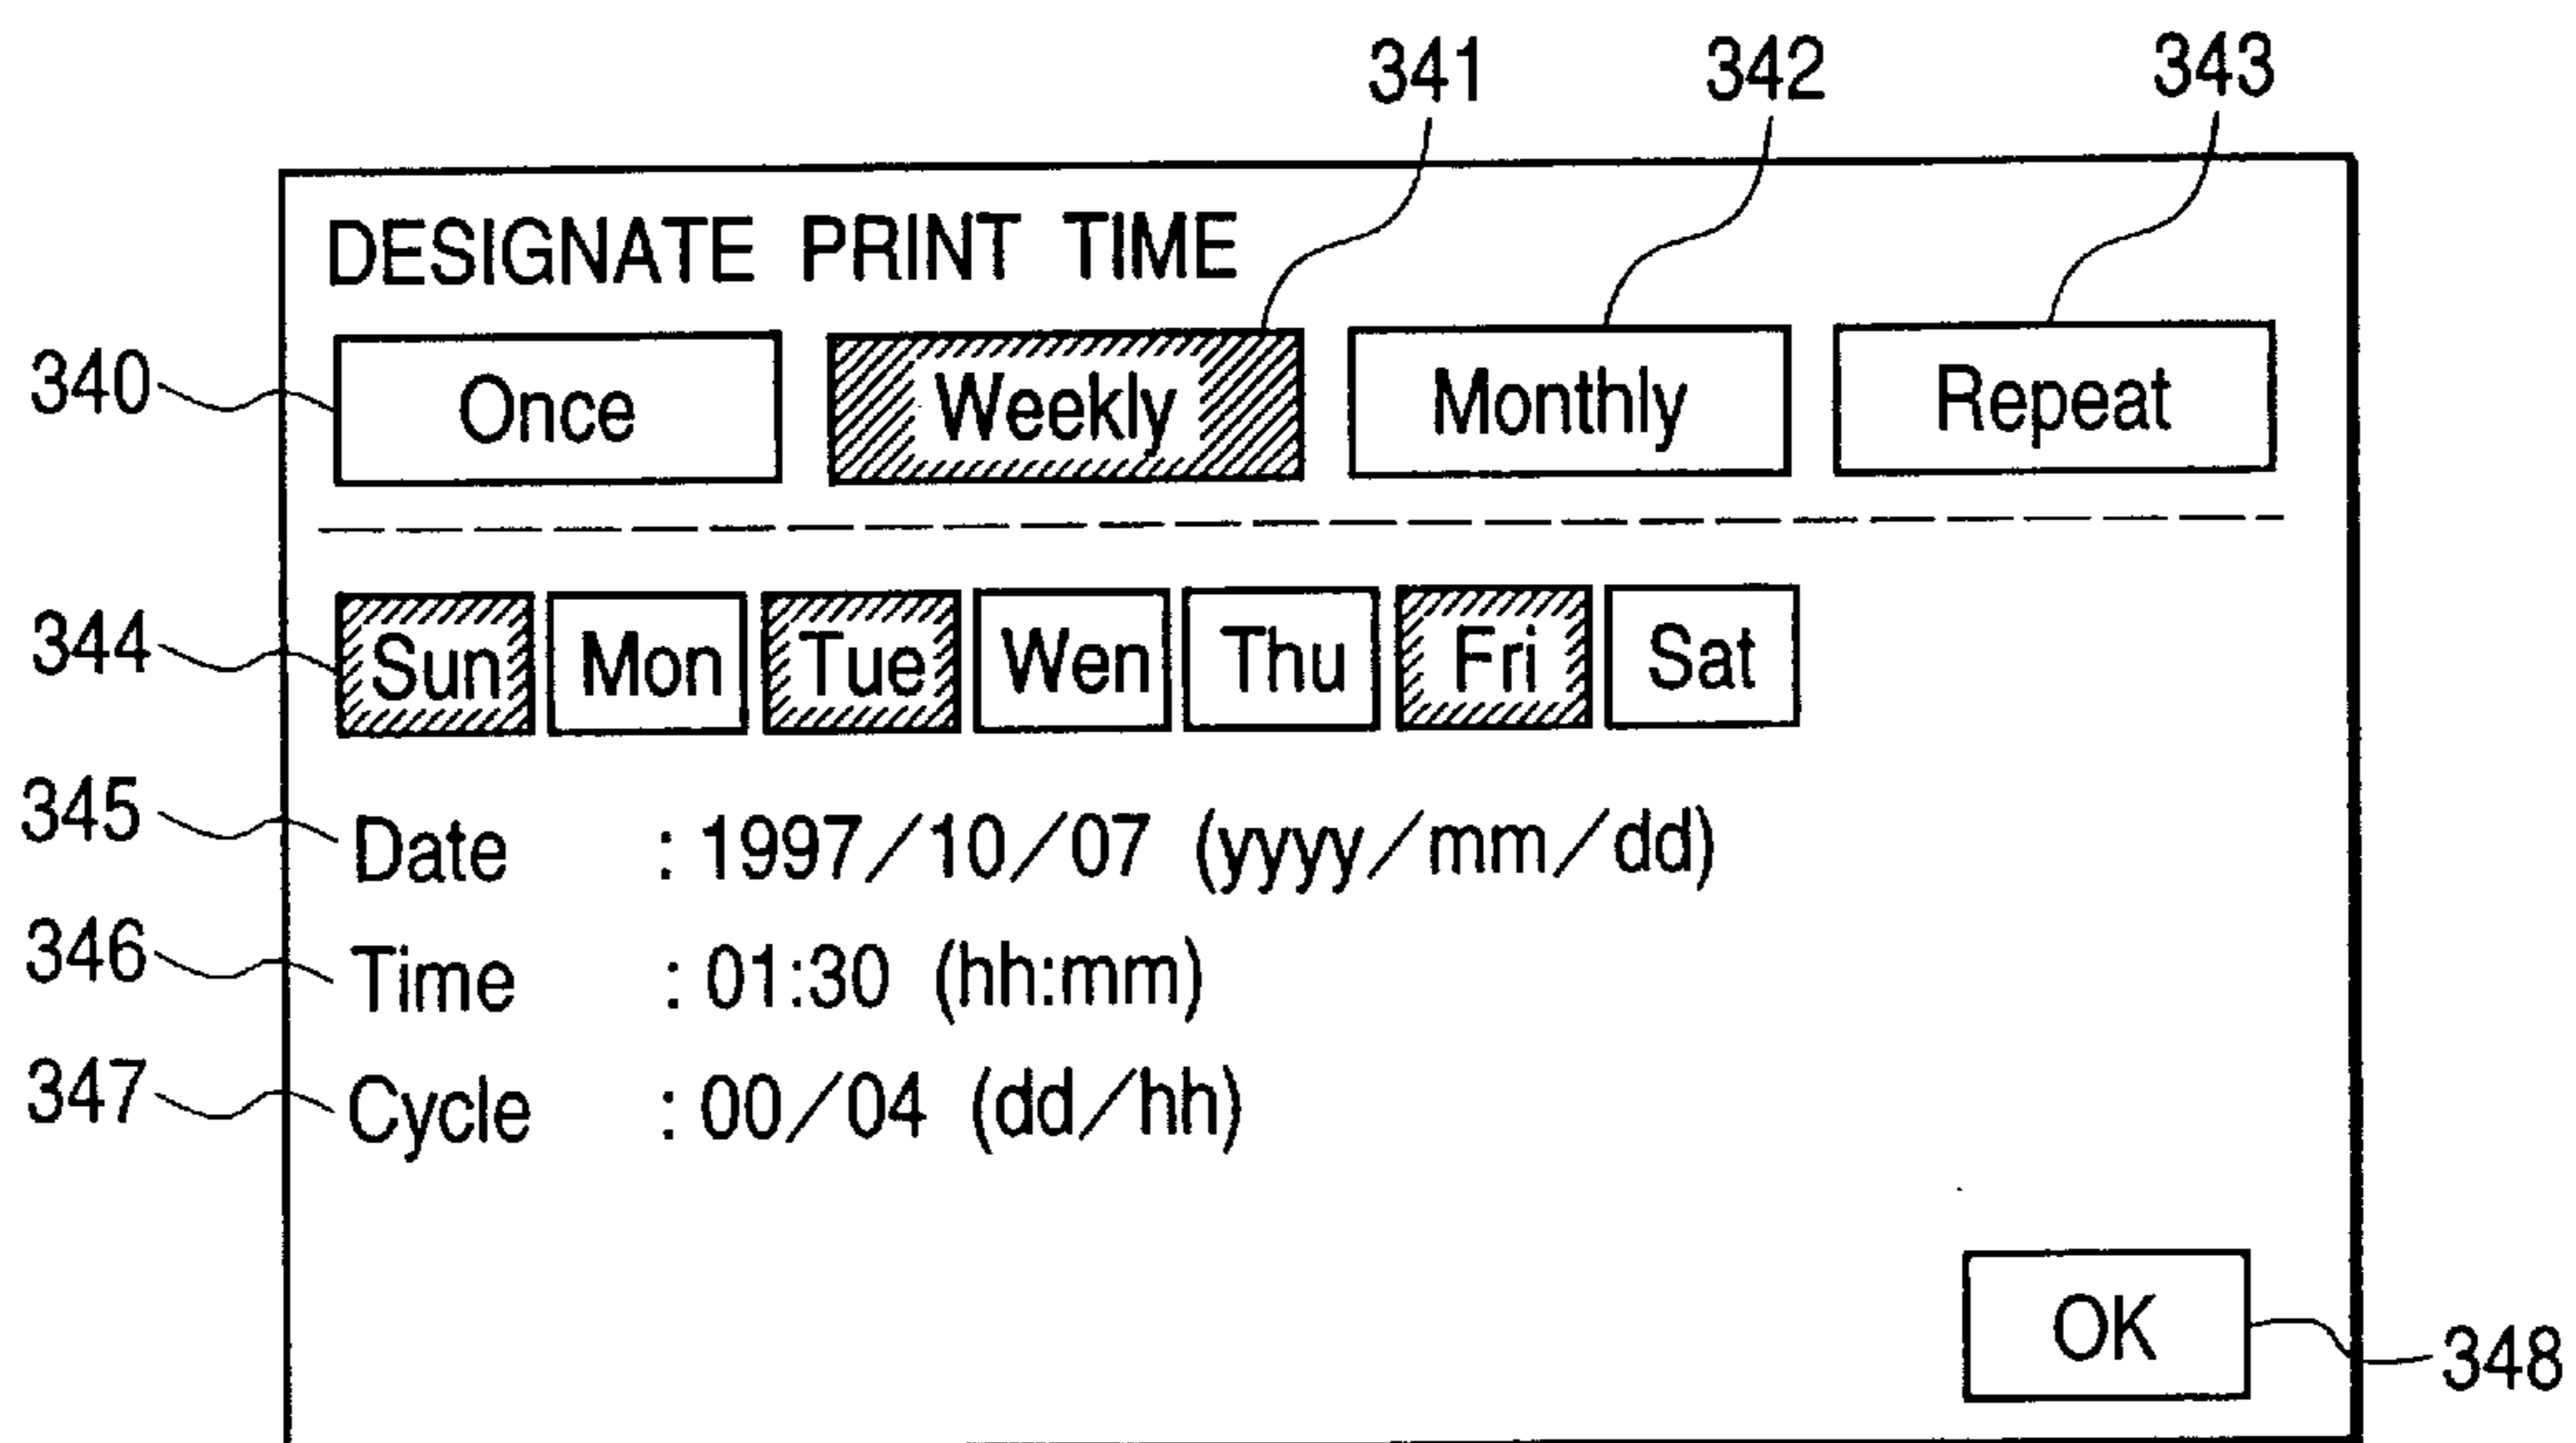 341 342 343
DESIGNATE PRINT TIME
340 Once Weekly Monthly Repeat
344 Sun Mon Tue Wen Thu Fri Sat
345 Date : 1997/10/07 (yyyy/mm/dd)
346 Time : 01:30 (hh:mm)
347 Cycle : 00/04 (dd/hh)
OK 348